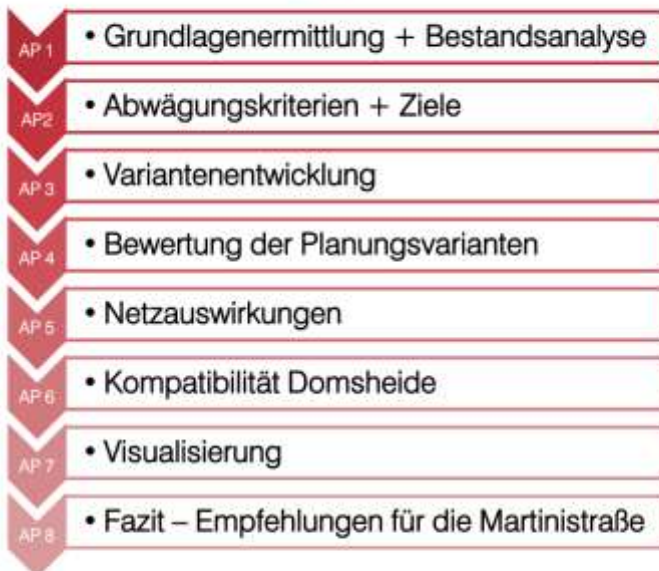 AP 1
• Grundlagenermittlung + Bestandsanalyse
AP2
• Abwägungskriterien + Ziele
AP 3
• Variantenentwicklung
AP 4
• Bewertung der Planungsvarianten
AP 5
• Netzauswirkungen
AP 6
• Kompatibilität Domsheide
AP 7
• Visualisierung
AP 8
• Fazit – Empfehlungen für die Martinistraße